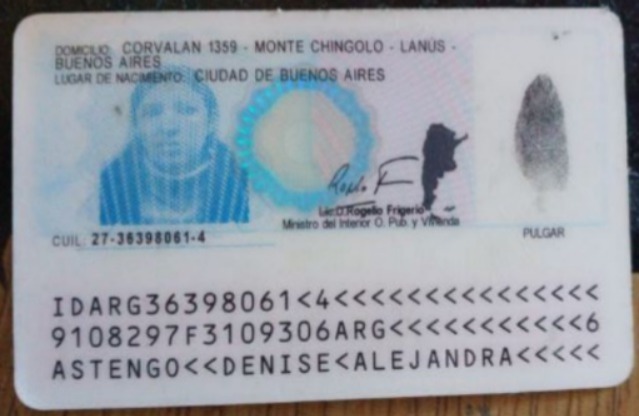 DOMICILIO: CORVALAN 1359 - MONTE CHINGOLO - LANÚS -
BUENOS AIRES
LUGAR DE NACIMIENTO: CIUDAD DE BUENOS AIRES
Lic.D.Rogelio Frigerio
Ministro del Interior O. Pub. y Vivienda
CUIL: 27-36398061-4
PULGAR
IDARG36398061<4<<<<<<<<<<<<<<<
9108297F3109306ARG<<<<<<<<<<<6
ASTENGO<<DENISE<ALEJANDRA<<<<<